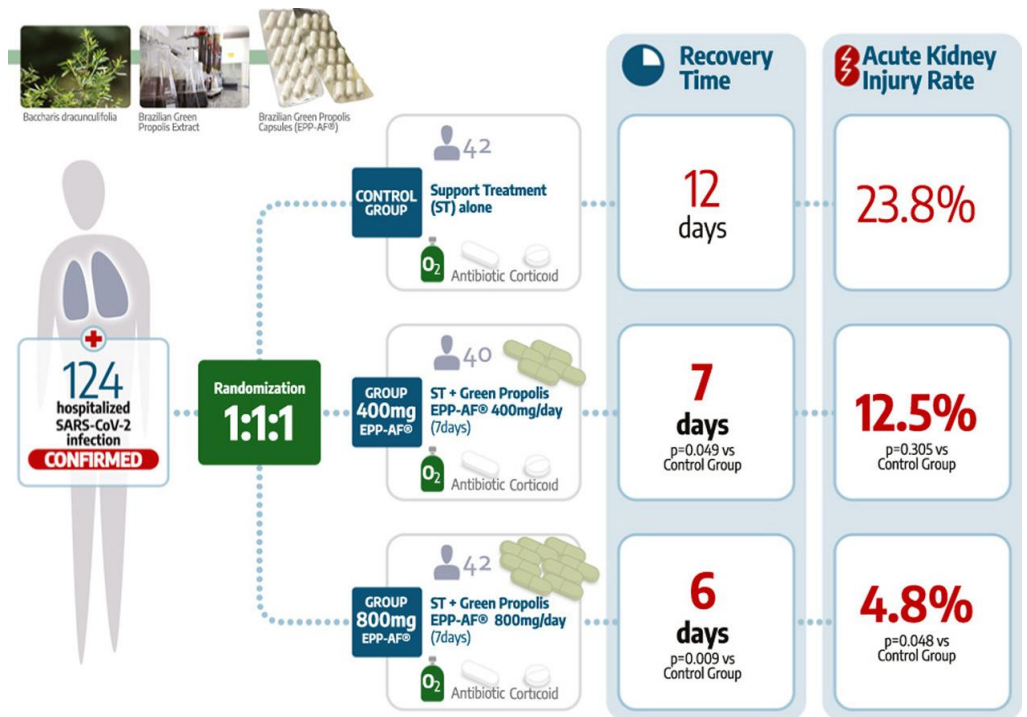 Baccharis dracunculifolia
Brazilian Green
Propolis Extract
Brazilian Green Propolis
Capsules (EPP-AF®)
Recovery
Time
Acute Kidney
Injury Rate
124
hospitalized
SARS-CoV-2
infection
CONFIRMED
Randomization
1:1:1
CONTROL
GROUP
42
Support Treatment
(ST) alone
O2
Antibiotic Corticoid
12
days
23.8%
GROUP
400mg
EPP-AF®
40
ST + Green Propolis
EPP-AF® 400mg/day
(7days)
O2
Antibiotic Corticoid
7
days
p=0.049 vs
Control Group
12.5%
p=0.305 vs
Control Group
GROUP
800mg
EPP-AF®
42
ST + Green Propolis
EPP-AF® 800mg/day
(7days)
O2
Antibiotic Corticoid
6
days
p=0.009 vs
Control Group
4.8%
p=0.048 vs
Control Group